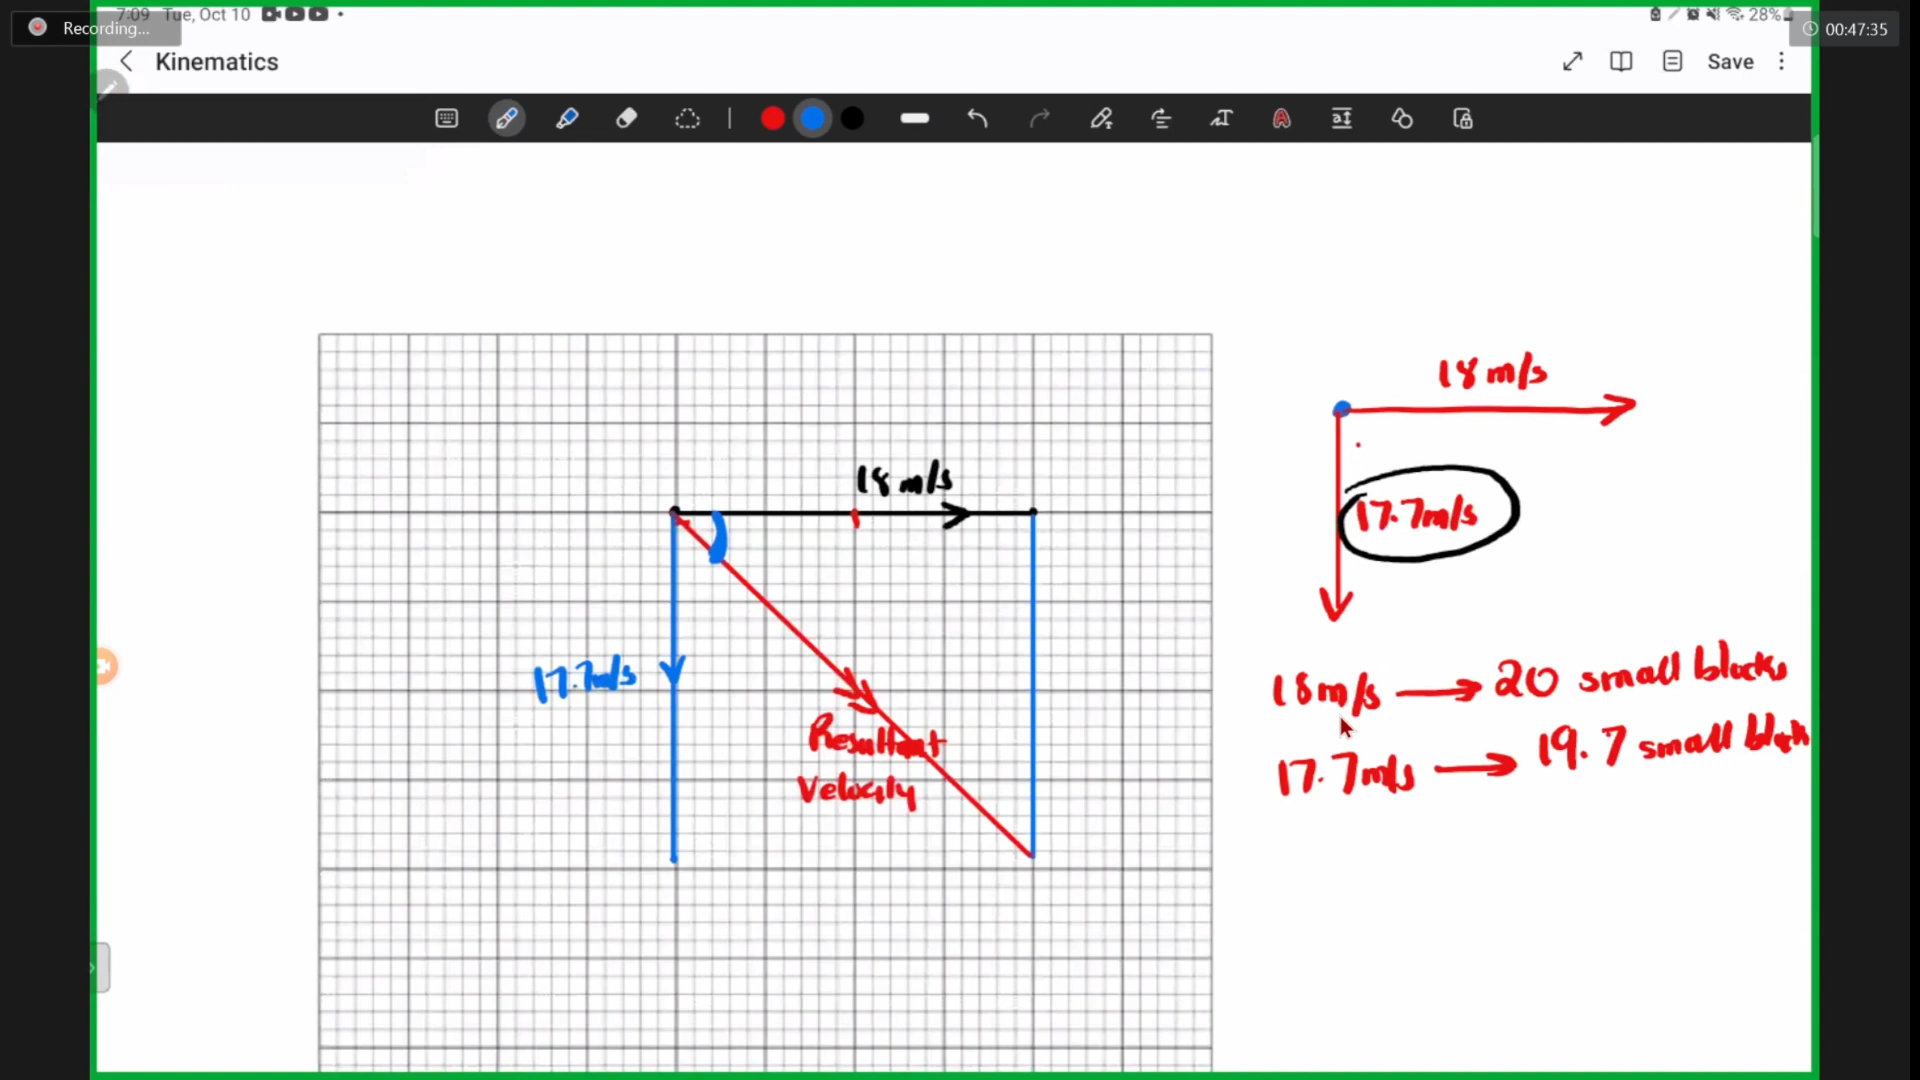 7:09 Tue, Oct 10
28%
Recording...
00:47:35
Kinematics
Save
18 m/s
18 m/s
17.7m/s
17.7m/s
Resultant
Velocity
18m/s → 20 small blocks
17.7m/s → 19.7 small block